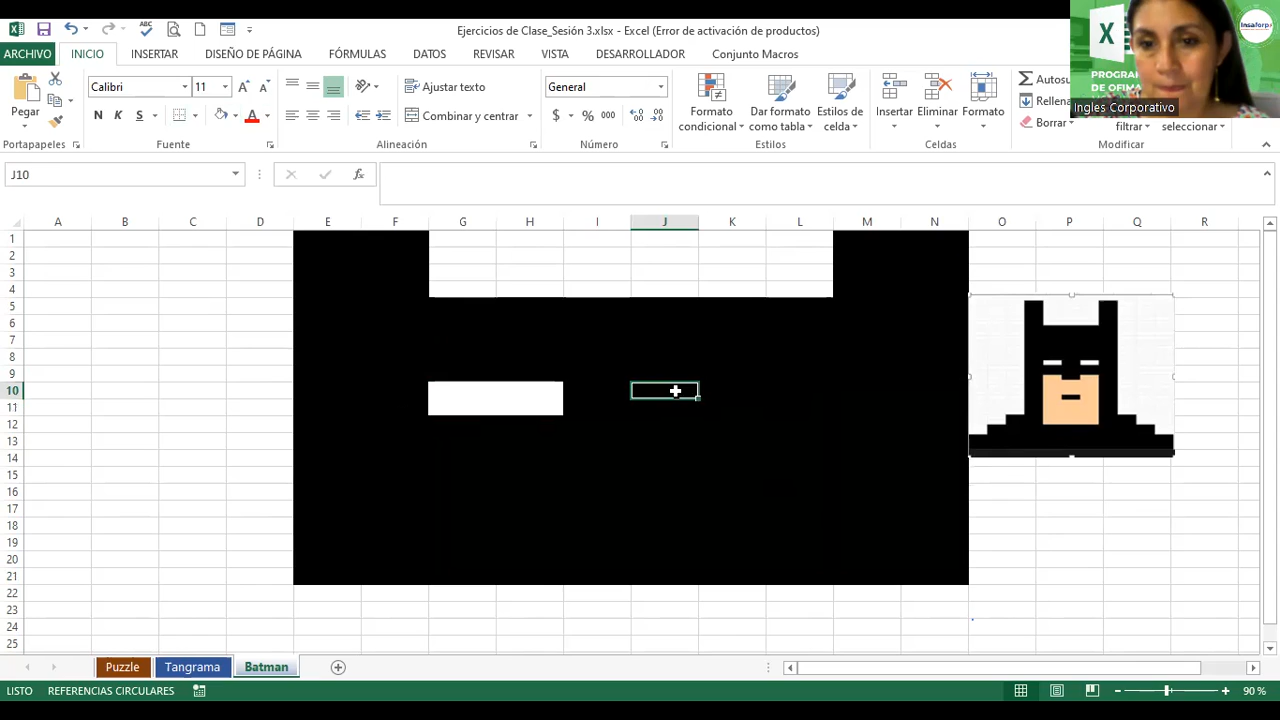 Ejercicios de Clase_Sesión 3.xlsx - Excel (Error de activación de productos)
ARCHIVO INICIO INSERTAR DISEÑO DE PÁGINA FÓRMULAS DATOS REVISAR VISTA DESARROLLADOR Conjunto Macros
Insaforp
PROGRA
DE OFIM
Ingles Corporativo
Calibri 11 Ajustar texto General Autosu
Pegar N K S Combinar y centrar $ % 000 Formato condicional Dar formato como tabla Estilos de celda Insertar Eliminar Formato Rellena
Borrar filtrar seleccionar
Portapapeles Fuente Alineación Número Estilos Celdas Modificar
J10
A B C D E F G H I J K L M N O P Q R
1
2
3
4
5
6
7
8
9
10
11
12
13
14
15
16
17
18
19
20
21
22
23
24
25
Puzzle Tangrama Batman
LISTO REFERENCIAS CIRCULARES 90 %